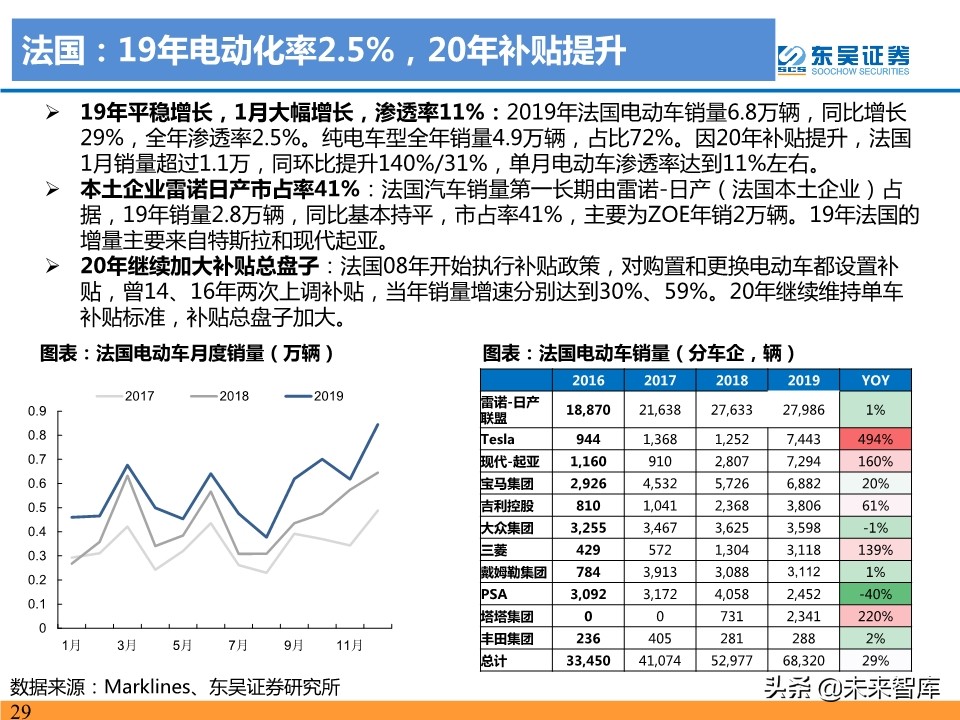 法国：19年电动化率2.5%，20年补贴提升
SCS
东吴证券
SOOCHOW SECURITIES
➢ 19年平稳增长，1月大幅增长，渗透率11%：2019年法国电动车销量6.8万辆，同比增长
29%，全年渗透率2.5%。纯电车型全年销量4.9万辆，占比72%。因20年补贴提升，法国
1月销量超过1.1万，同环比提升140%/31%，单月电动车渗透率达到11%左右。
➢ 本土企业雷诺日产市占率41%：法国汽车销量第一长期由雷诺-日产（法国本土企业）占
据，19年销量2.8万辆，同比基本持平，市占率41%，主要为ZOE年销2万辆。19年法国的
增量主要来自特斯拉和现代起亚。
➢ 20年继续加大补贴总盘子：法国08年开始执行补贴政策，对购置和更换电动车都设置补
贴，曾14、16年两次上调补贴，当年销量增速分别达到30%、59%。20年继续维持单车
补贴标准，补贴总盘子加大。
图表：法国电动车月度销量（万辆）
2017 2018 2019
0.9
0.8
0.7
0.6
0.5
0.4
0.3
0.2
0.1
0
1月 3月 5月 7月 9月 11月
图表：法国电动车销量（分车企，辆）
2016 2017 2018 2019 YOY
雷诺-日产
联盟 18,870 21,638 27,633 27,986 1%
Tesla 944 1,368 1,252 7,443 494%
现代-起亚 1,160 910 2,807 7,294 160%
宝马集团 2,926 4,532 5,726 6,882 20%
吉利控股 810 1,041 2,368 3,806 61%
大众集团 3,255 3,467 3,625 3,598 -1%
三菱 429 572 1,304 3,118 139%
戴姆勒集团 784 3,913 3,088 3,112 1%
PSA 3,092 3,172 4,058 2,452 -40%
塔塔集团 0 0 731 2,341 220%
丰田集团 236 405 281 288 2%
总计 33,450 41,074 52,977 68,320 29%
数据来源：Marklines、东吴证券研究所
头条 @未来智库
29